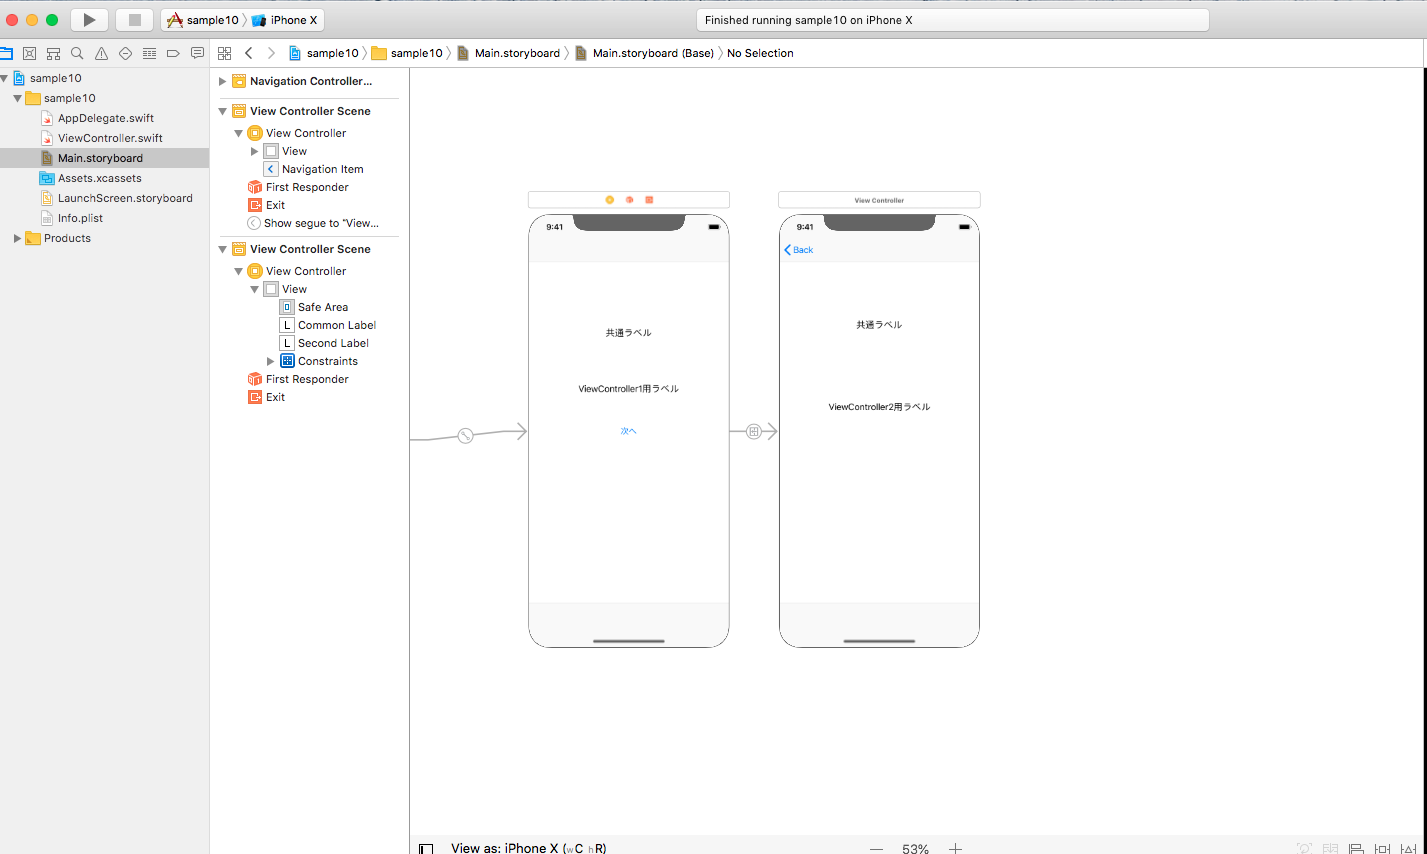 sample10 iPhone X
Finished running sample10 on iPhone X
sample10 sample10 Main.storyboard Main.storyboard (Base) No Selection
sample10
sample10
AppDelegate.swift
ViewController.swift
Main.storyboard
Assets.xcassets
LaunchScreen.storyboard
Info.plist
Products
Navigation Controller...
View Controller Scene
View Controller
View
Navigation Item
First Responder
Exit
Show segue to "View...
View Controller Scene
View Controller
View
Safe Area
L Common Label
L Second Label
Constraints
First Responder
Exit
9:41
共通ラベル
ViewController1用ラベル
次へ
View Controller
9:41
Back
共通ラベル
ViewController2用ラベル
View as: iPhone X (wC hR)
53%